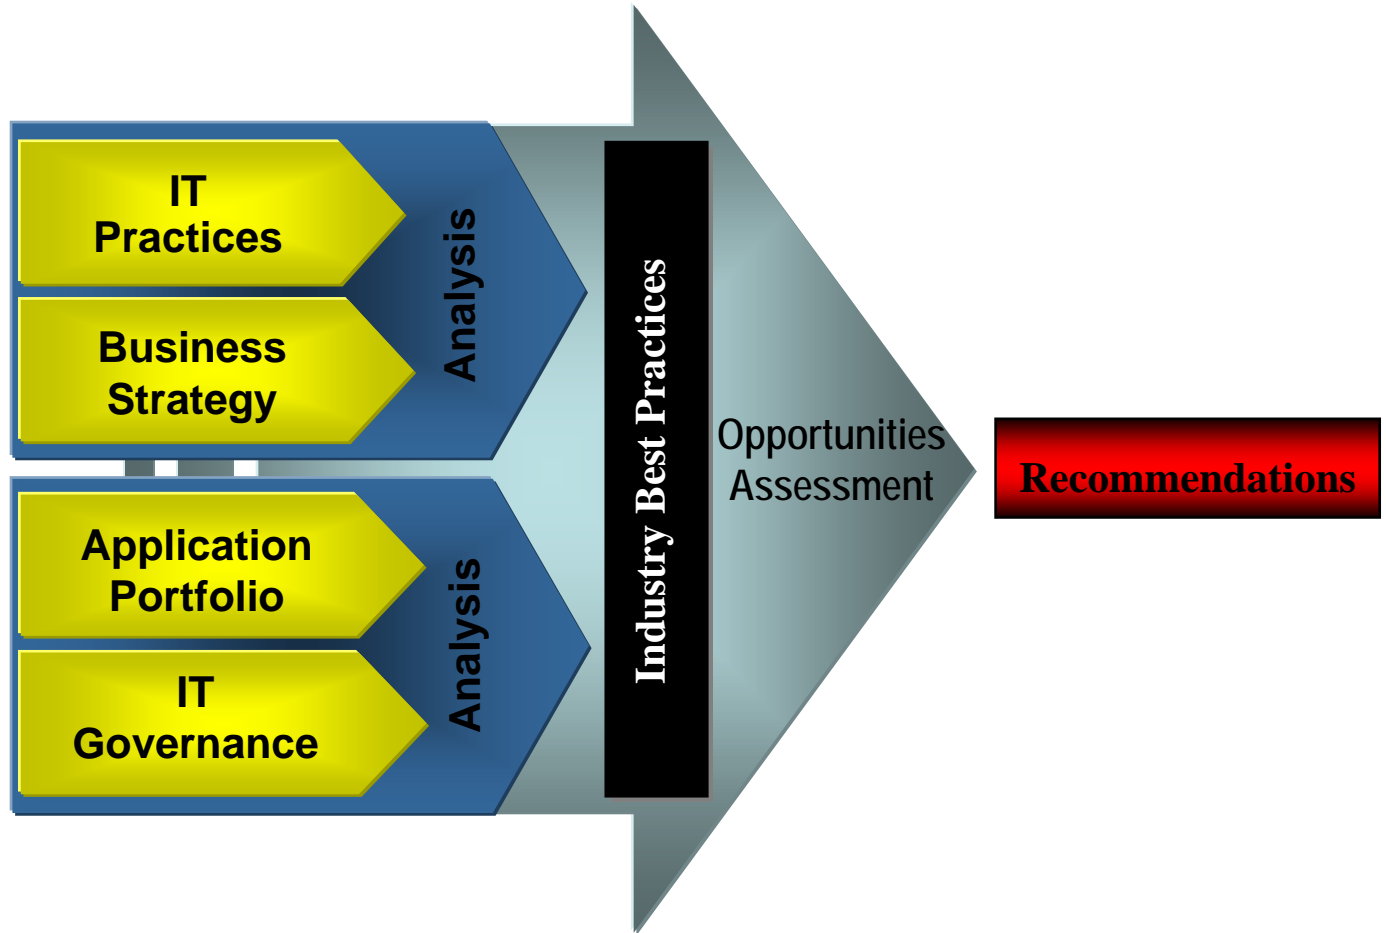 IT
Practices
Business
Strategy
Analysis
Application
Portfolio
IT
Governance
Analysis
Industry Best Practices
Opportunities
Assessment
Recommendations